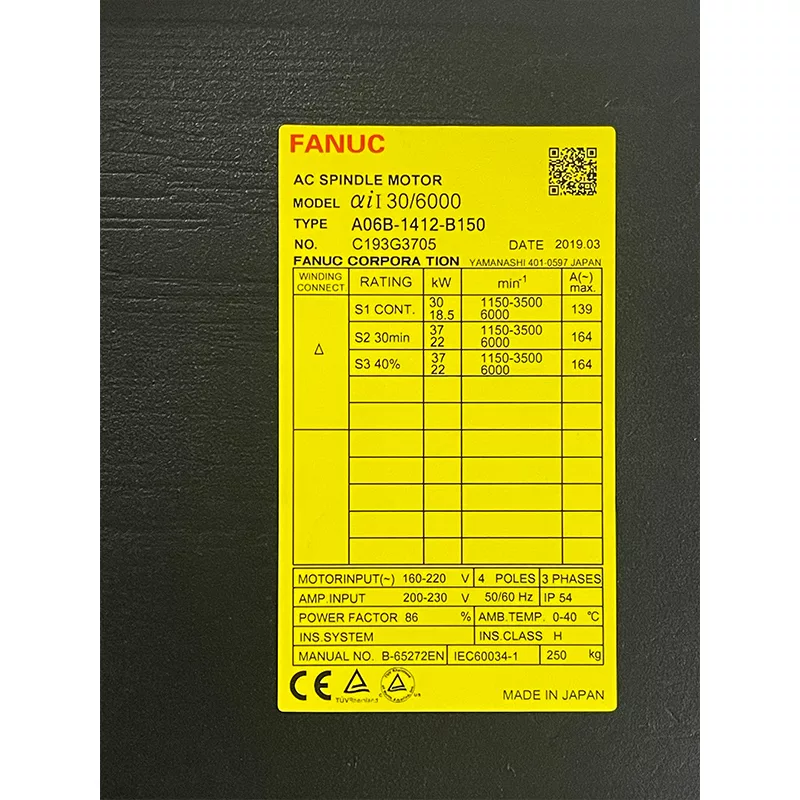 FANUC
AC SPINDLE MOTOR
MODEL αiI 30/6000
TYPE A06B-1412-B150
NO. C193G3705 DATE 2019.03
FANUC CORPORA TION YAMANASHI 401-0597 JAPAN
WINDING CONNECT. RATING kW min⁻¹ A(~) max.
Δ
S1 CONT. 30 1150-3500 139
18.5 6000
S2 30min 37 1150-3500 164
22 6000
S3 40% 37 1150-3500 164
22 6000
MOTORINPUT(~) 160-220 V 4 POLES 3 PHASES
AMP.INPUT 200-230 V 50/60 Hz IP 54
POWER FACTOR 86 % AMB.TEMP. 0-40 ℃
INS.SYSTEM INS.CLASS H
MANUAL NO. B-65272EN IEC60034-1 250 kg
CE TÜVRheinland C US
MADE IN JAPAN